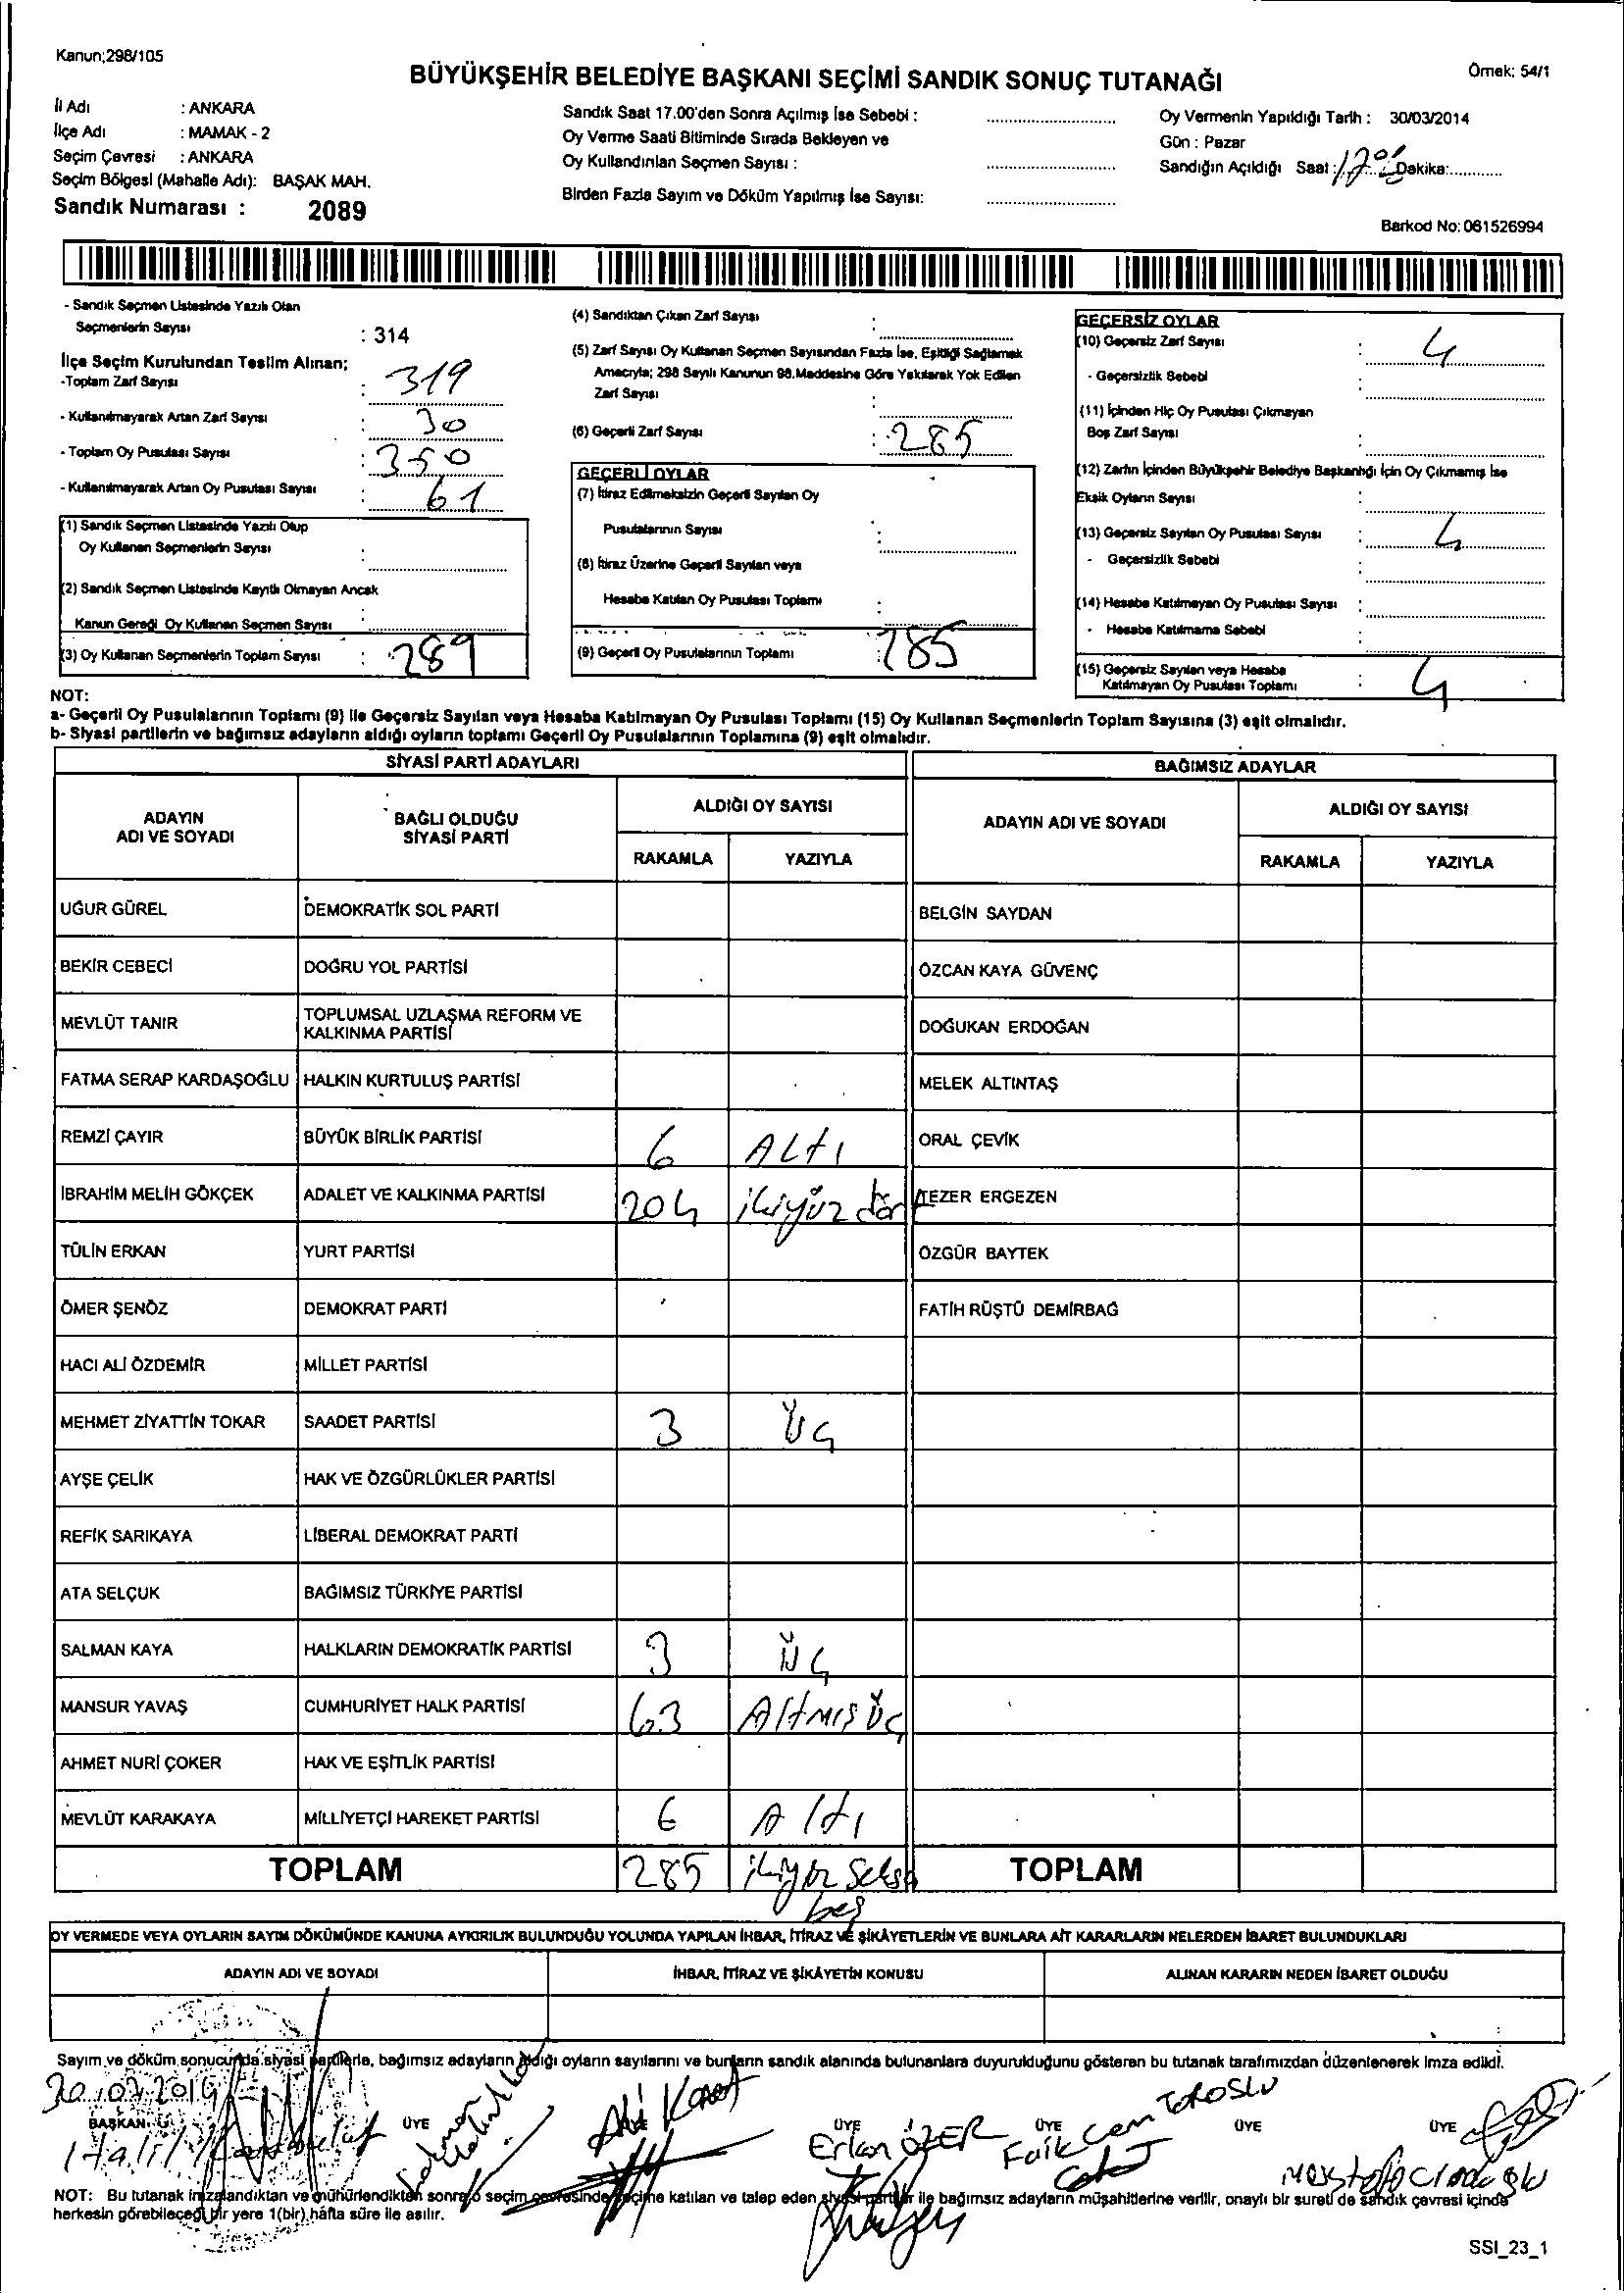 Kanun;298/105
BÜYÜKŞEHİR BELEDİYE BAŞKANI SEÇİMİ SANDIK SONUÇ TUTANAĞI
Örnek: 54/1
İl Adı : ANKARA
İlçe Adı : MAMAK - 2
Seçim Çevresi : ANKARA
Seçim Bölgesi (Mahalle Adı): BAŞAK MAH.
Sandık Numarası : 2089
Sandık Saat 17.00'den Sonra Açılmış İse Sebebi :
Oy Verme Saati Bitiminde Sırada Bekleyen ve
Oy Kullandırılan Seçmen Sayısı :
Birden Fazla Sayım ve Döküm Yapılmış İse Sayısı:
Oy Vermenin Yapıldığı Tarih : 30/03/2014
Gün : Pazar
Sandığın Açıldığı Saat: 17 00 Dakika:
Barkod No: 061526994
- Sandık Seçmen Listesinde Yazılı Olan
Seçmenlerin Sayısı : 314
İlçe Seçim Kurulundan Teslim Alınan;
-Toplam Zarf Sayısı : 319
- Kullanılmayarak Artan Zarf Sayısı : 30
- Toplam Oy Pusulası Sayısı : 350
- Kullanılmayarak Artan Oy Pusulası Sayısı : 61
(1) Sandık Seçmen Listesinde Yazılı Olup
Oy Kullanan Seçmenlerin Sayısı :
(2) Sandık Seçmen Listesinde Kayıtlı Olmayan Ancak
Kanun Gereği Oy Kullanan Seçmen Sayısı :
(3) Oy Kullanan Seçmenlerin Toplam Sayısı : 289
(4) Sandıktan Çıkan Zarf Sayısı :
(5) Zarf Sayısı Oy Kullanan Seçmen Sayısından Fazla İse, Eşitliği Sağlamak
Amacıyla; 298 Sayılı Kanunun 98.Maddesine Göre Yakılarak Yok Edilen
Zarf Sayısı :
(6) Geçerli Zarf Sayısı : 285
GEÇERLİ OYLAR
(7) İtiraz Edilmeksizin Geçerli Sayılan Oy
Pusulalarının Sayısı :
(8) İtiraz Üzerine Geçerli Sayılan veya
Hesaba Katılan Oy Pusulası Toplamı :
(9) Geçerli Oy Pusulalarının Toplamı : 285
GEÇERSİZ OYLAR
(10) Geçersiz Zarf Sayısı : 4
- Geçersizlik Sebebi :
(11) İçinden Hiç Oy Pusulası Çıkmayan
Boş Zarf Sayısı :
(12) Zarfın İçinden Büyükşehir Belediye Başkanlığı İçin Oy Çıkmamış İse
Eksik Oyların Sayısı :
(13) Geçersiz Sayılan Oy Pusulası Sayısı : 4
- Geçersizlik Sebebi :
(14) Hesaba Katılmayan Oy Pusulası Sayısı :
- Hesaba Katılmama Sebebi :
(15) Geçersiz Sayılan veya Hesaba
Katılmayan Oy Pusulası Toplamı : 4
NOT:
a- Geçerli Oy Pusulalarının Toplamı (9) ile Geçersiz Sayılan veya Hesaba Katılmayan Oy Pusulası Toplamı (15) Oy Kullanan Seçmenlerin Toplam Sayısına (3) eşit olmalıdır.
b- Siyasi partilerin ve bağımsız adayların aldığı oyların toplamı Geçerli Oy Pusulalarının Toplamına (9) eşit olmalıdır.
SİYASİ PARTİ ADAYLARI
BAĞIMSIZ ADAYLAR
ADAYIN ADI VE SOYADI
BAĞLI OLDUĞU SİYASİ PARTİ
ALDIĞI OY SAYISI
RAKAMLA YAZIYLA
ADAYIN ADI VE SOYADI
ALDIĞI OY SAYISI
RAKAMLA YAZIYLA
UĞUR GÜREL DEMOKRATİK SOL PARTİ BELGİN SAYDAN
BEKİR CEBECİ DOĞRU YOL PARTİSİ ÖZCAN KAYA GÜVENÇ
MEVLÜT TANIR TOPLUMSAL UZLAŞMA REFORM VE KALKINMA PARTİSİ DOĞUKAN ERDOĞAN
FATMA SERAP KARDAŞOĞLU HALKIN KURTULUŞ PARTİSİ MELEK ALTINTAŞ
REMZİ ÇAYIR BÜYÜK BİRLİK PARTİSİ 6 ALtı ORAL ÇEVİK
İBRAHİM MELİH GÖKÇEK ADALET VE KALKINMA PARTİSİ 204 ikiyüz dört TEZER ERGEZEN
TÜLİN ERKAN YURT PARTİSİ ÖZGÜR BAYTEK
ÖMER ŞENÖZ DEMOKRAT PARTİ FATİH RÜŞTÜ DEMİRBAĞ
HACI ALİ ÖZDEMİR MİLLET PARTİSİ
MEHMET ZİYATTİN TOKAR SAADET PARTİSİ 3 Üç
AYŞE ÇELİK HAK VE ÖZGÜRLÜKLER PARTİSİ
REFİK SARIKAYA LİBERAL DEMOKRAT PARTİ
ATA SELÇUK BAĞIMSIZ TÜRKİYE PARTİSİ
SALMAN KAYA HALKLARIN DEMOKRATİK PARTİSİ 3 Üç
MANSUR YAVAŞ CUMHURİYET HALK PARTİSİ 63 Altmış Üç
AHMET NURİ ÇOKER HAK VE EŞİTLİK PARTİSİ
MEVLÜT KARAKAYA MİLLİYETÇİ HAREKET PARTİSİ 6 Altı
TOPLAM 285 ikiyüz seksen TOPLAM
beş
OY VERMEDE VEYA OYLARIN SAYIM DÖKÜMÜNDE KANUNA AYKIRILIK BULUNDUĞU YOLUNDA YAPILAN İHBAR, İTİRAZ VE ŞİKÂYETLERİN VE BUNLARA AİT KARARLARIN NELERDEN İBARET BULUNDUKLARI
ADAYIN ADI VE SOYADI İHBAR, İTİRAZ VE ŞİKÂYETİN KONUSU ALINAN KARARIN NEDEN İBARET OLDUĞU
Sayım ve döküm sonucunda siyasi partilerle, bağımsız adayların aldığı oyların sayılarını ve bunların sandık alanında bulunanlara duyurulduğunu gösteren bu tutanak tarafımızdan düzenlenerek imza edildi.
30.03.2014
BAŞKAN ÜYE ÜYE ÜYE ÜYE ÜYE ÜYE
Halil
Ali
Erkan ÖZER
Faik Cem TOROSLU
Mustafa
NOT: Bu tutanak imzalandıktan ve mühürlendikten sonra o seçim çevresinde seçime katılan ve talep eden siyasi partiler ile bağımsız adayların müşahitlerine verilir, onaylı bir sureti de sandık çevresi içinde
herkesin görebileceği bir yere 1(bir) hafta süre ile asılır.
SSI_23_1